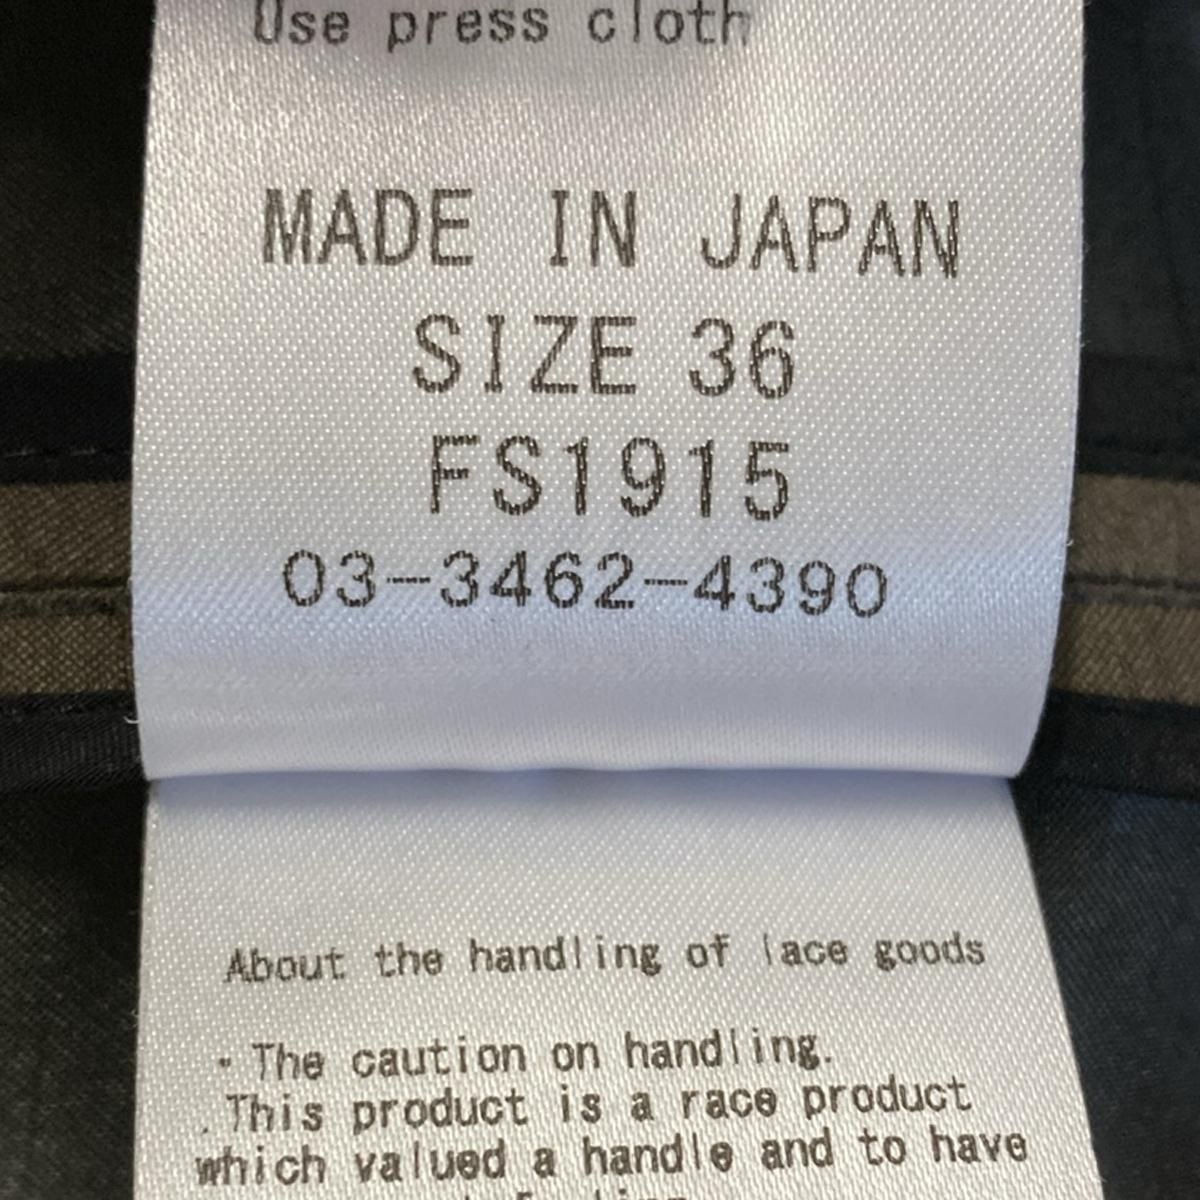 Use press cloth
MADE IN JAPAN
SIZE 36
FS1915
03-3462-4390
About the handling of lace goods
・The caution on handling.
.This product is a race product
which valued a handle and to have